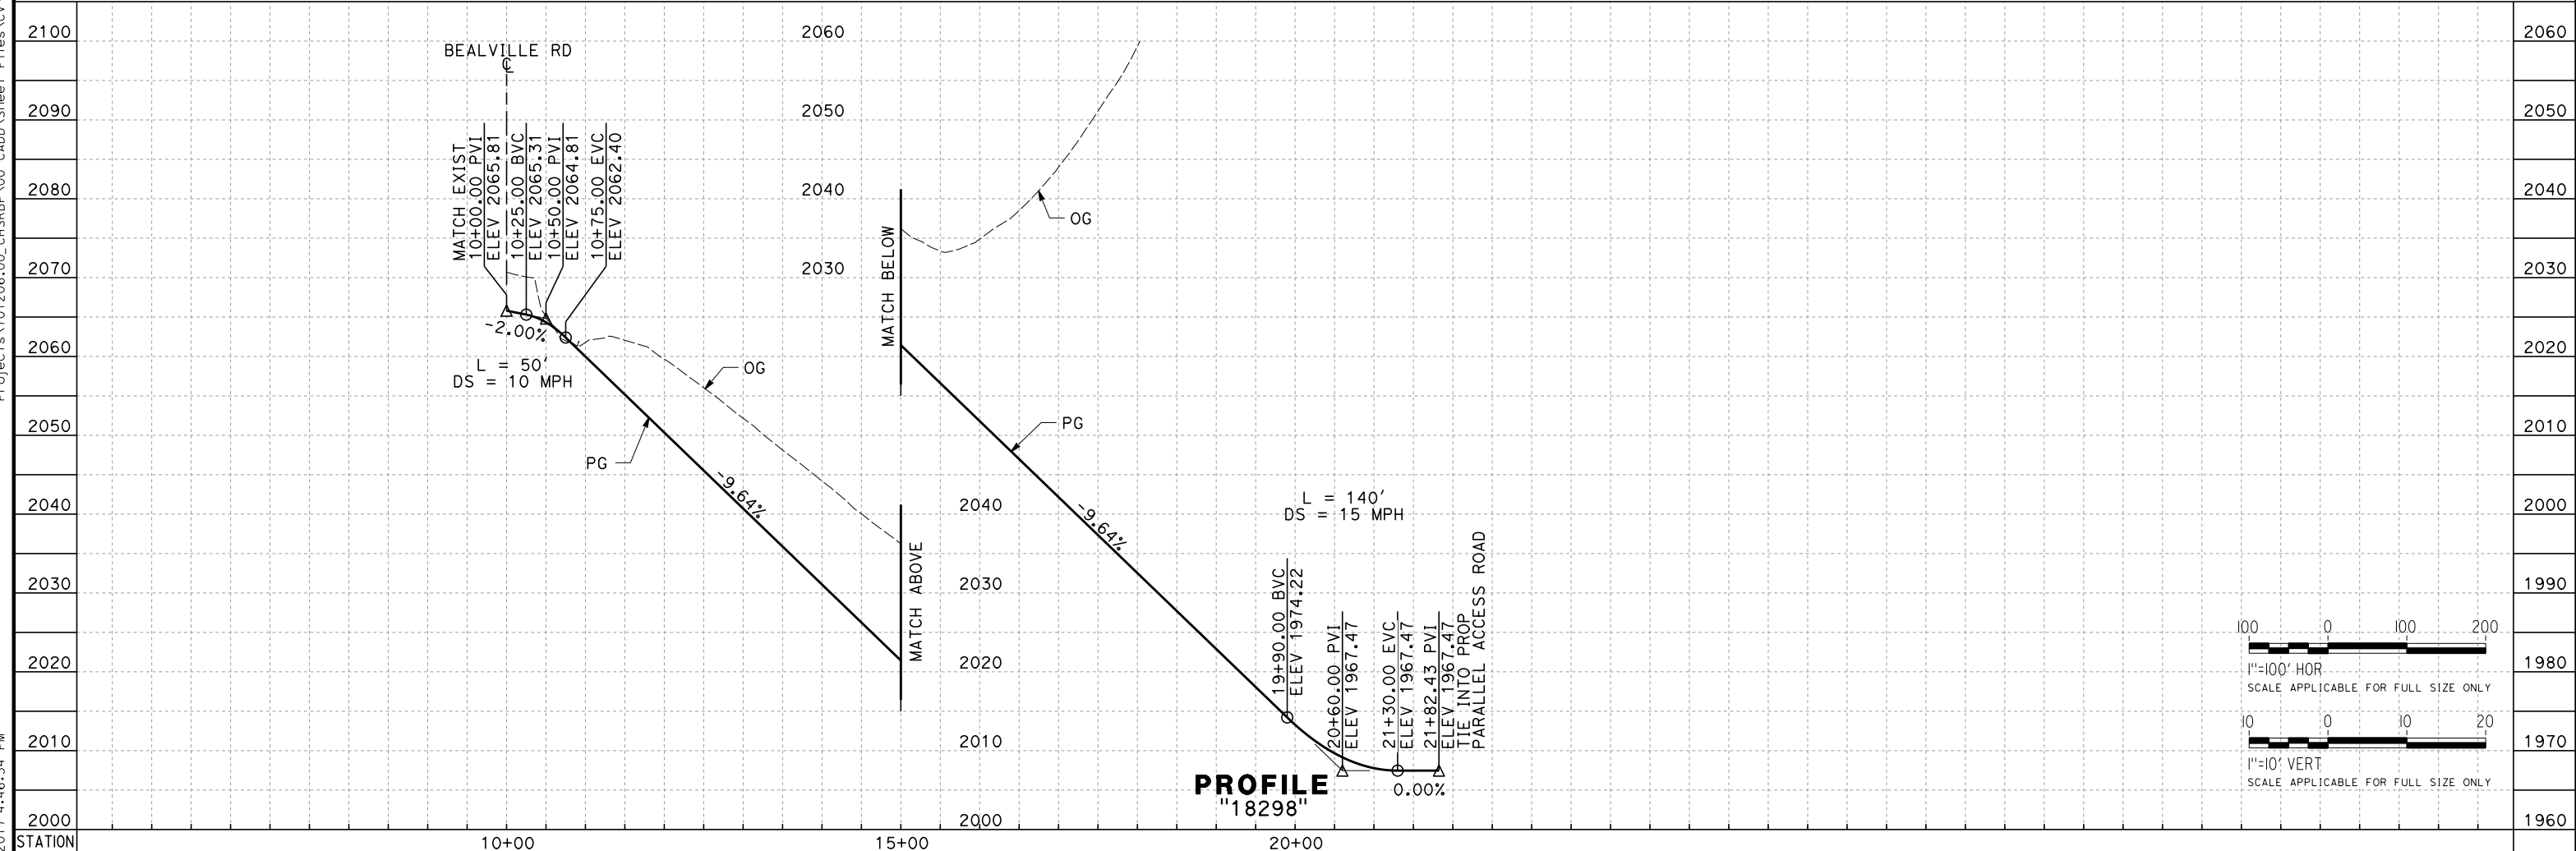 2100
2090
2080
2070
2060
2050
2040
2030
2020
2010
2000
STATION
BEALVILLE RD
℄
MATCH EXIST
10+00.00 PVI
ELEV 2065.81
10+25.00 BVC
ELEV 2065.31
10+50.00 PVI
ELEV 2064.81
10+75.00 EVC
ELEV 2062.40
-2.00%
L = 50'
DS = 10 MPH
OG
PG
-9.64%
MATCH ABOVE
2060
2050
2040
2030
MATCH BELOW
2040
2030
2020
2010
2000
OG
PG
-9.64%
L = 140'
DS = 15 MPH
19+90.00 BVC
ELEV 1974.22
20+60.00 PVI
ELEV 1967.47
21+30.00 EVC
ELEV 1967.47
21+82.43 PVI
ELEV 1967.47
TIE INTO PROP
PARALLEL ACCESS ROAD
0.00%
PROFILE
"18298"
10+00
15+00
20+00
100 0 100 200
1"=100' HOR
SCALE APPLICABLE FOR FULL SIZE ONLY
10 0 10 20
1"=10' VERT
SCALE APPLICABLE FOR FULL SIZE ONLY
2060
2050
2040
2030
2020
2010
2000
1990
1980
1970
1960